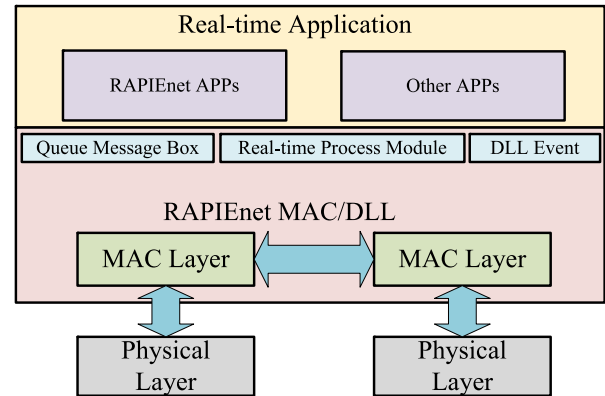 Real-time Application
RAPIEnet APPs
Other APPs
Queue Message Box
Real-time Process Module
DLL Event
RAPIEnet MAC/DLL
MAC Layer
MAC Layer
Physical
Layer
Physical
Layer